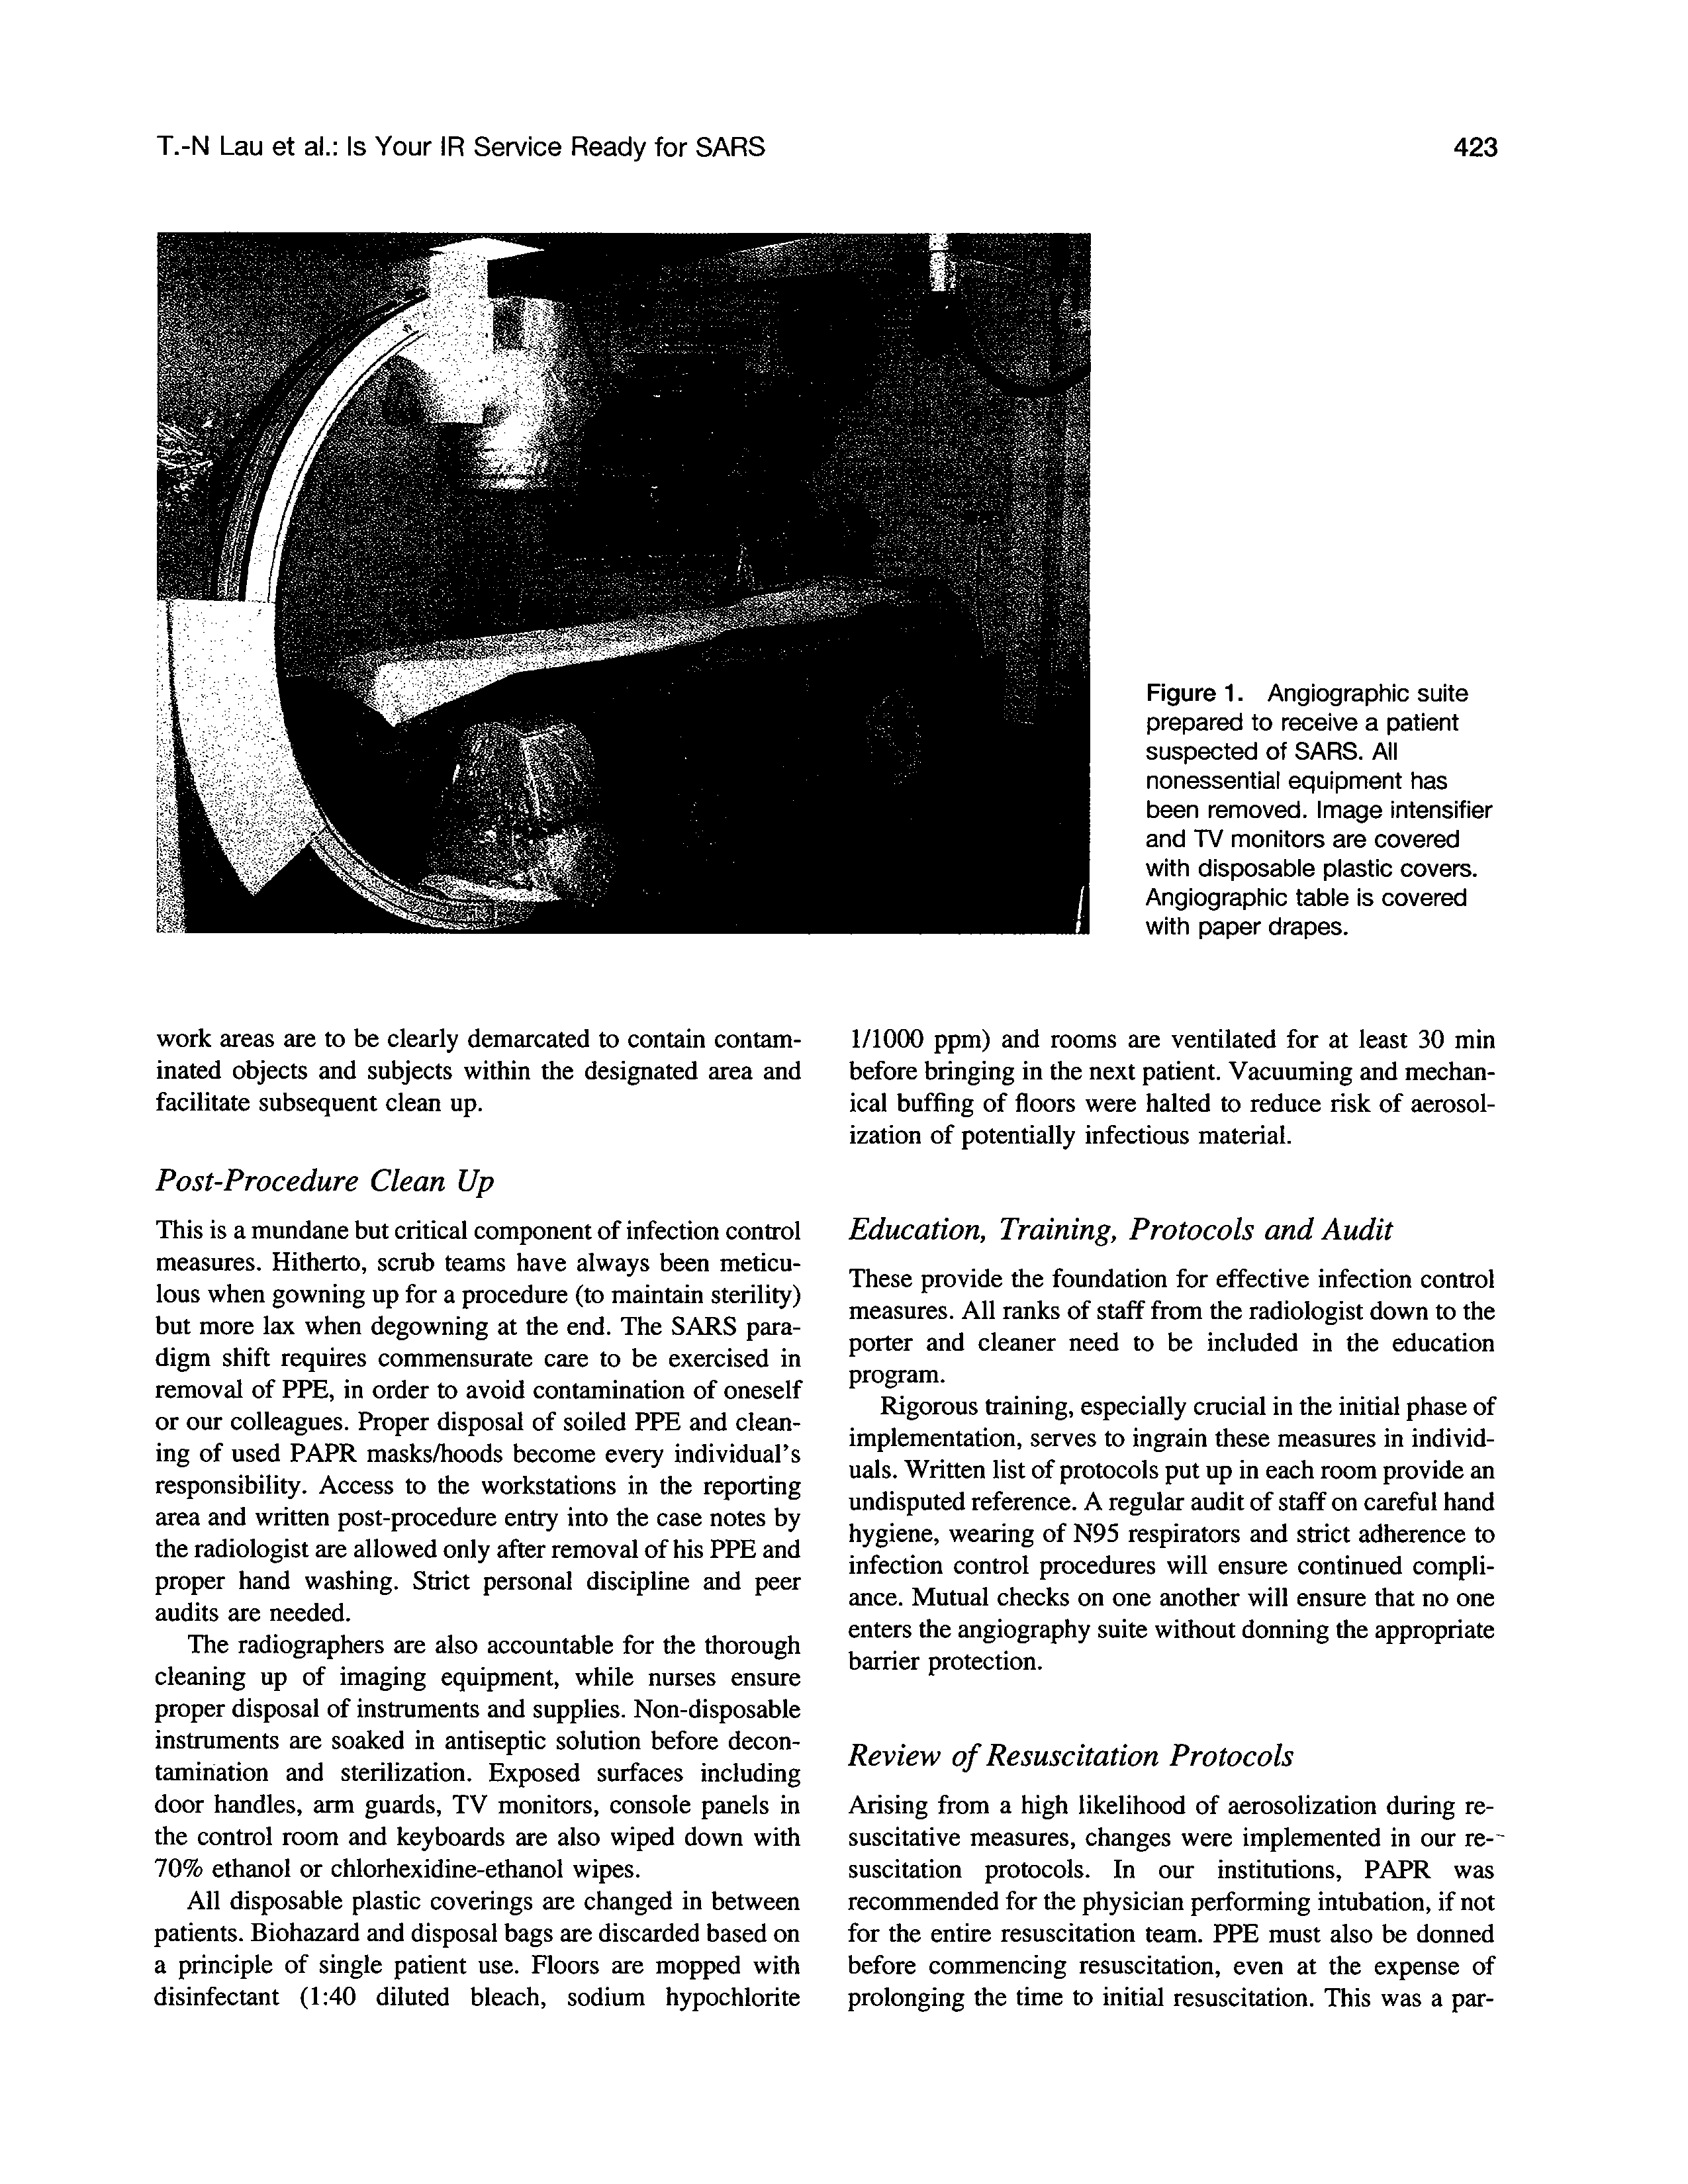 T.-N Lau et al.: Is Your IR Service Ready for SARS
423
Figure 1. Angiographic suite
prepared to receive a patient
suspected of SARS. All
nonessential equipment has
been removed. Image intensifier
and TV monitors are covered
with disposable plastic covers.
Angiographic table is covered
with paper drapes.
work areas are to be clearly demarcated to contain contam-
inated objects and subjects within the designated area and
facilitate subsequent clean up.
Post-Procedure Clean Up
This is a mundane but critical component of infection control
measures. Hitherto, scrub teams have always been meticu-
lous when gowning up for a procedure (to maintain sterility)
but more lax when degowning at the end. The SARS para-
digm shift requires commensurate care to be exercised in
removal of PPE, in order to avoid contamination of oneself
or our colleagues. Proper disposal of soiled PPE and clean-
ing of used PAPR masks/hoods become every individual's
responsibility. Access to the workstations in the reporting
area and written post-procedure entry into the case notes by
the radiologist are allowed only after removal of his PPE and
proper hand washing. Strict personal discipline and peer
audits are needed.
The radiographers are also accountable for the thorough
cleaning up of imaging equipment, while nurses ensure
proper disposal of instruments and supplies. Non-disposable
instruments are soaked in antiseptic solution before decon-
tamination and sterilization. Exposed surfaces including
door handles, arm guards, TV monitors, console panels in
the control room and keyboards are also wiped down with
70% ethanol or chlorhexidine-ethanol wipes.
All disposable plastic coverings are changed in between
patients. Biohazard and disposal bags are discarded based on
a principle of single patient use. Floors are mopped with
disinfectant (1:40 diluted bleach, sodium hypochlorite
1/1000 ppm) and rooms are ventilated for at least 30 min
before bringing in the next patient. Vacuuming and mechan-
ical buffing of floors were halted to reduce risk of aerosol-
ization of potentially infectious material.
Education, Training, Protocols and Audit
These provide the foundation for effective infection control
measures. All ranks of staff from the radiologist down to the
porter and cleaner need to be included in the education
program.
Rigorous training, especially crucial in the initial phase of
implementation, serves to ingrain these measures in individ-
uals. Written list of protocols put up in each room provide an
undisputed reference. A regular audit of staff on careful hand
hygiene, wearing of N95 respirators and strict adherence to
infection control procedures will ensure continued compli-
ance. Mutual checks on one another will ensure that no one
enters the angiography suite without donning the appropriate
barrier protection.
Review of Resuscitation Protocols
Arising from a high likelihood of aerosolization during re-
suscitative measures, changes were implemented in our re-
suscitation protocols. In our institutions, PAPR was
recommended for the physician performing intubation, if not
for the entire resuscitation team. PPE must also be donned
before commencing resuscitation, even at the expense of
prolonging the time to initial resuscitation. This was a par-